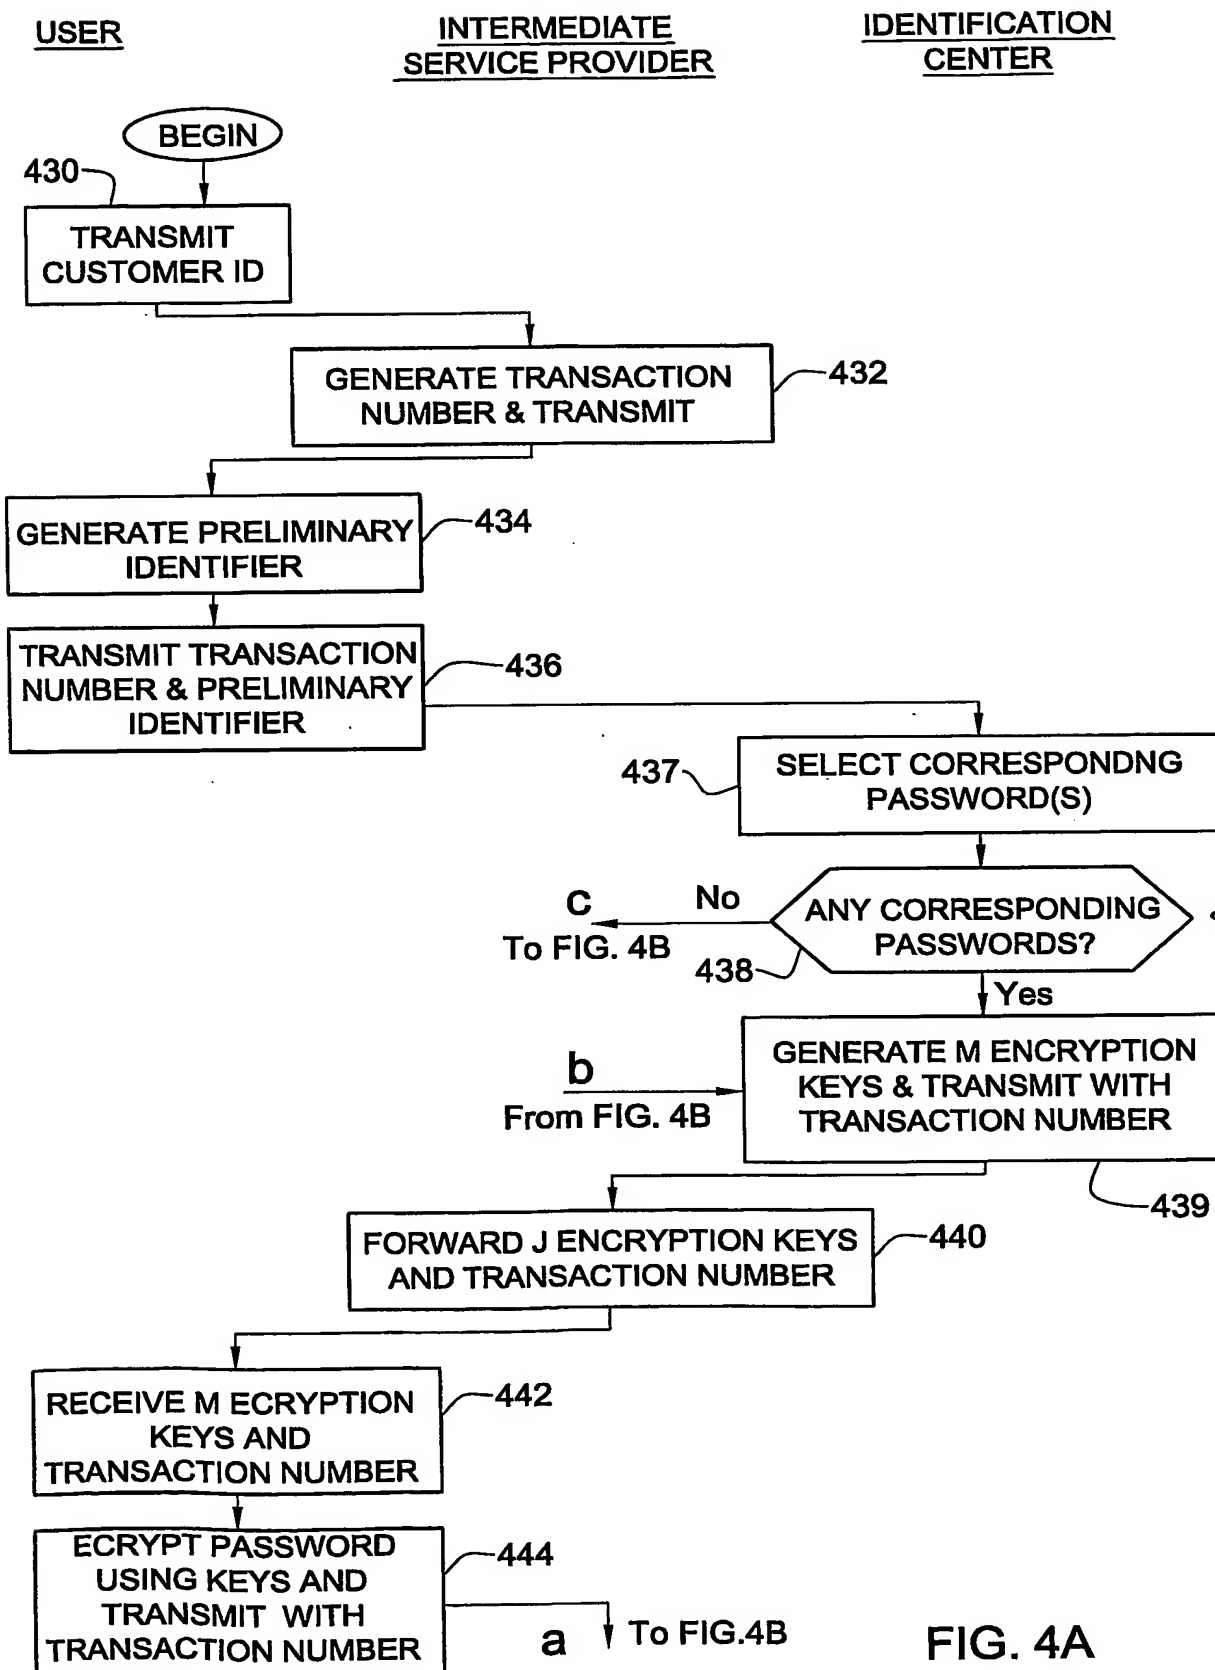 USER
INTERMEDIATE
SERVICE PROVIDER
IDENTIFICATION
CENTER
BEGIN
430
TRANSMIT
CUSTOMER ID
GENERATE TRANSACTION
NUMBER & TRANSMIT
432
GENERATE PRELIMINARY
IDENTIFIER
434
TRANSMIT TRANSACTION
NUMBER & PRELIMINARY
IDENTIFIER
436
437
SELECT CORRESPONDNG
PASSWORD(S)
C
No
To FIG. 4B
ANY CORRESPONDING
PASSWORDS?
438
Yes
b
From FIG. 4B
GENERATE M ENCRYPTION
KEYS & TRANSMIT WITH
TRANSACTION NUMBER
439
FORWARD J ENCRYPTION KEYS
AND TRANSACTION NUMBER
440
RECEIVE M ECRYPTION
KEYS AND
TRANSACTION NUMBER
442
ECRYPT PASSWORD
USING KEYS AND
TRANSMIT WITH
TRANSACTION NUMBER
444
a
To FIG.4B
FIG. 4A